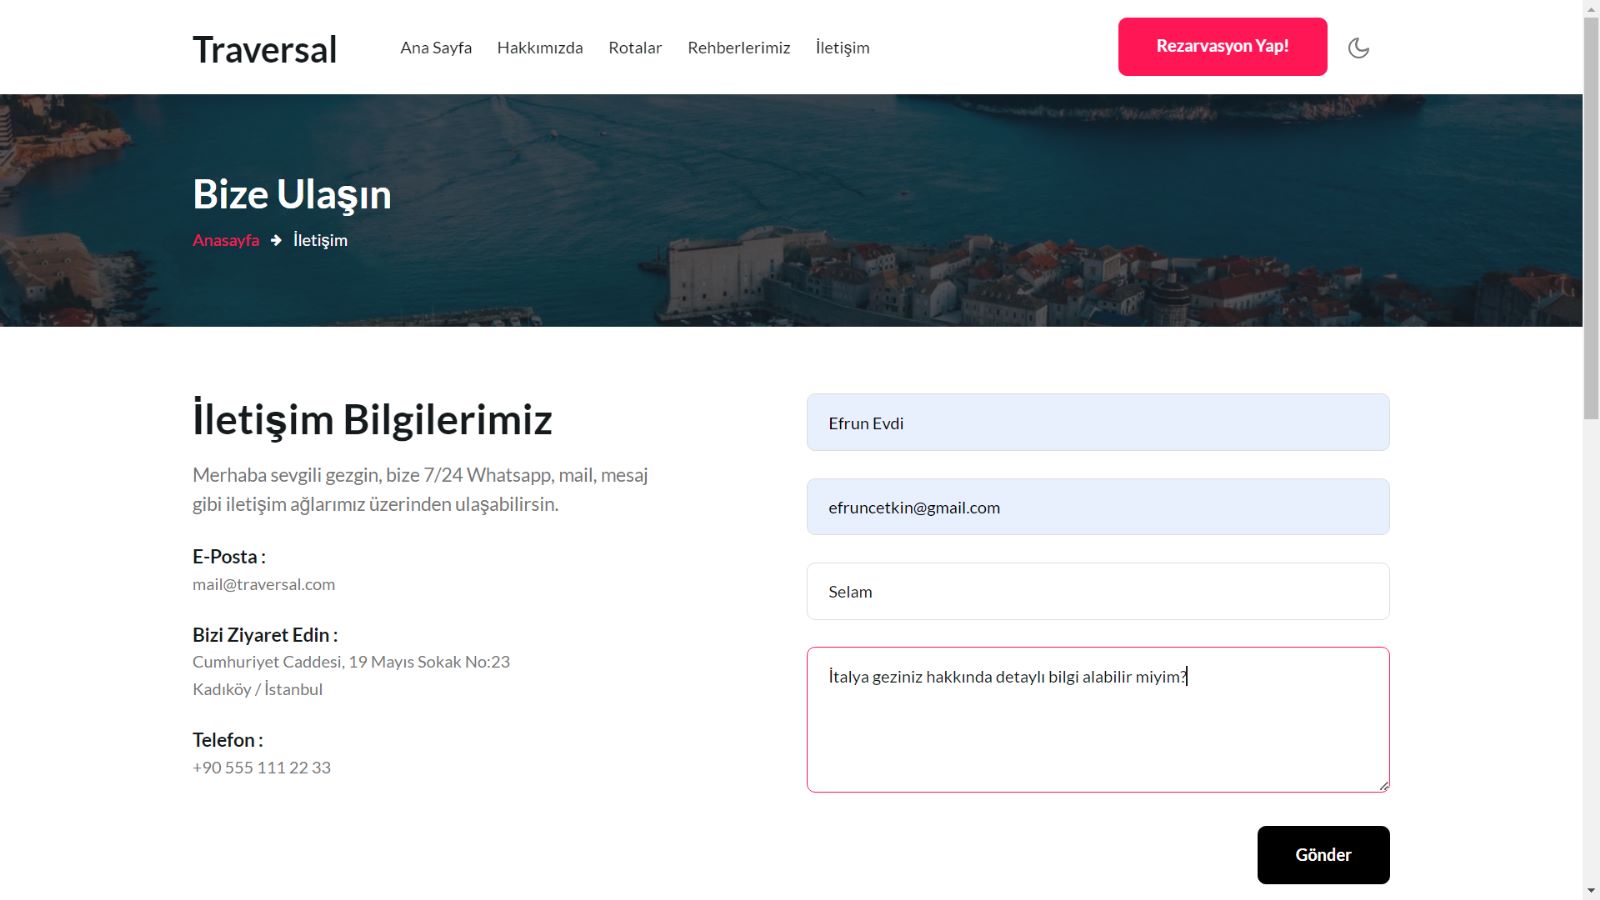 Traversal
Ana Sayfa
Hakkımızda
Rotalar
Rehberlerimiz
İletişim
Rezarvasyon Yap!
Bize Ulaşın
Anasayfa
İletişim
İletişim Bilgilerimiz
Merhaba sevgili gezgin, bize 7/24 Whatsapp, mail, mesaj
gibi iletişim ağlarımız üzerinden ulaşabilirsin.
E-Posta :
mail@traversal.com
Bizi Ziyaret Edin :
Cumhuriyet Caddesi, 19 Mayıs Sokak No:23
Kadıköy / İstanbul
Telefon :
+90 555 111 22 33
Efrun Evdi
efruncetkin@gmail.com
Selam
İtalya geziniz hakkında detaylı bilgi alabilir miyim?
Gönder